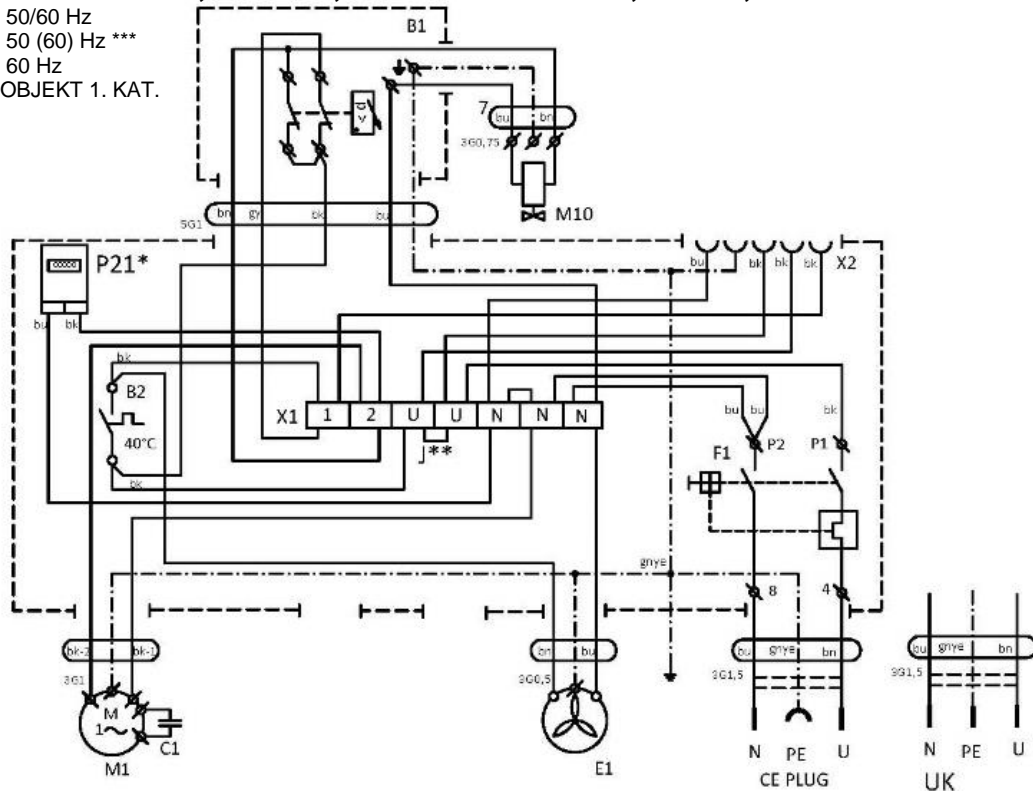 50/60 Hz
50 (60) Hz ***
60 Hz
OBJEKT 1. KAT.
B1
< p
7
bu bn
3G0,75
M10
5G1
bn gy bk bu
P21*
bu bk
bu bk bk bk
X2
bk
B2
40°C
bk
X1 1 2 U U N N N
J**
bu bu bk
F1 P2 P1
gnye
8 4
bk-2 bk-1
3G1
M
1~
C1
M1
bn bu
3G0,5
E1
bu gnye bn
3G1,5
N PE U
CE PLUG
bu gnye bn
3G1,5
N PE U
UK